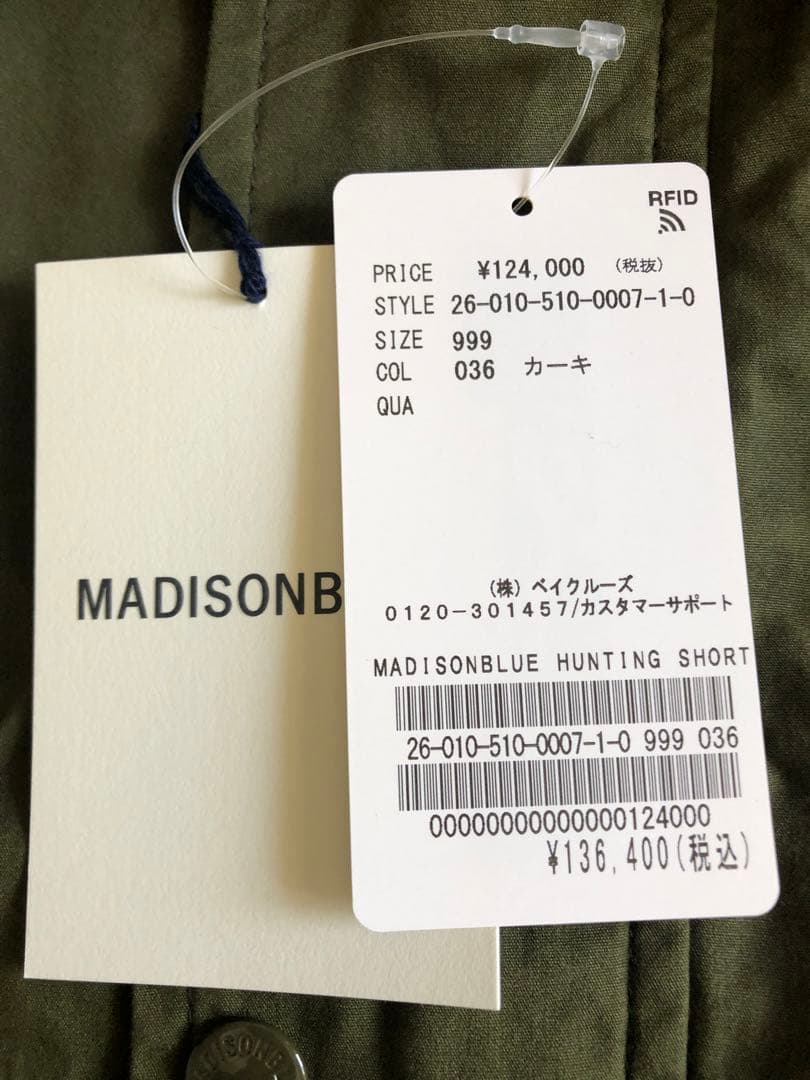 RFID
PRICE ¥124,000 (税抜)
STYLE 26-010-510-0007-1-0
SIZE 999
COL 036 カーキ
QUA
MADISONB
(株) ベイクルーズ
0120-301457/カスタマーサポート
MADISONBLUE HUNTING SHORT
26-010-510-0007-1-0 999 036
00000000000000124000
¥136,400(税込)
ADISONB